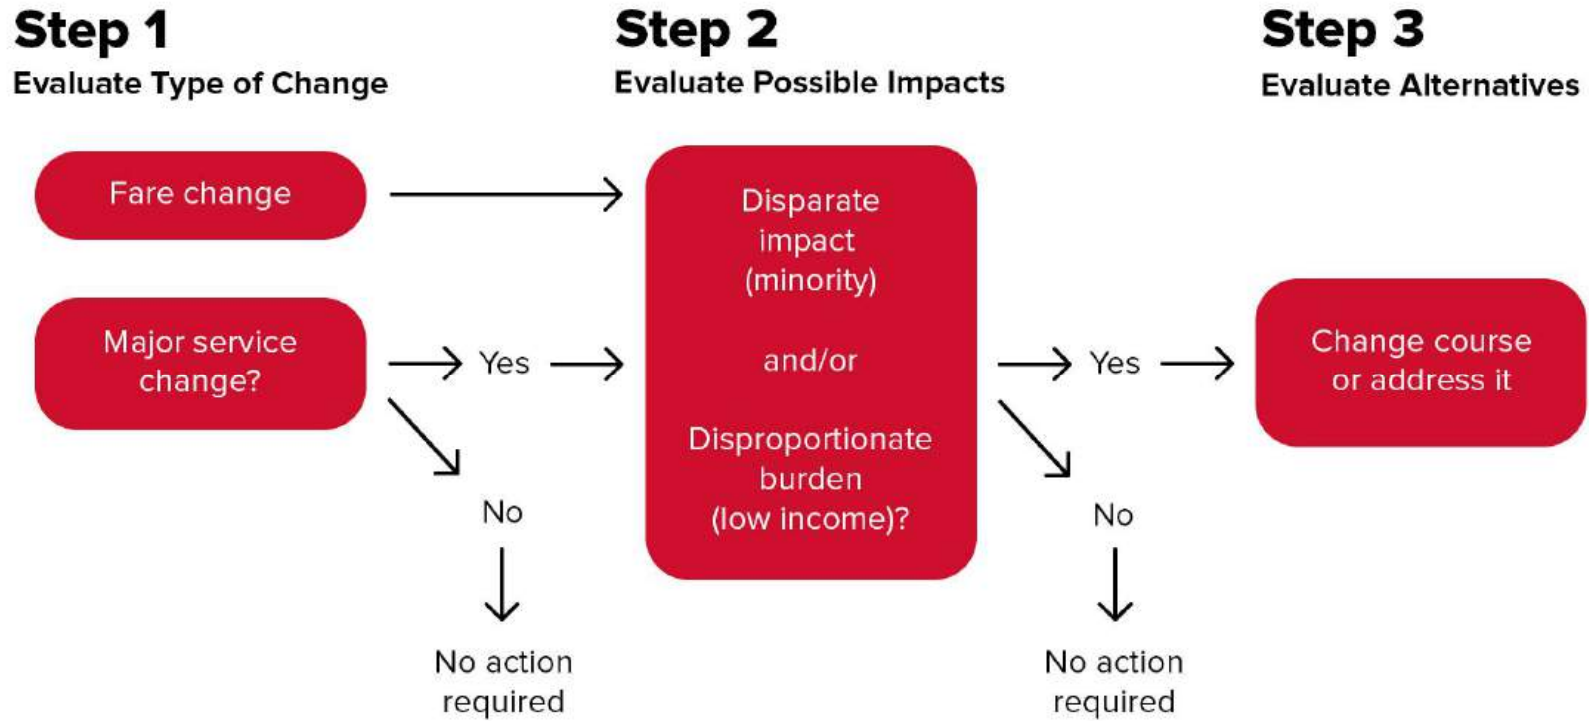 Step 1
Evaluate Type of Change
Fare change
Major service
change?
Yes
No
No action
required
Step 2
Evaluate Possible Impacts
Disparate
impact
(minority)
and/or
Disproportionate
burden
(low income)?
Yes
No
No action
required
Step 3
Evaluate Alternatives
Change course
or address it